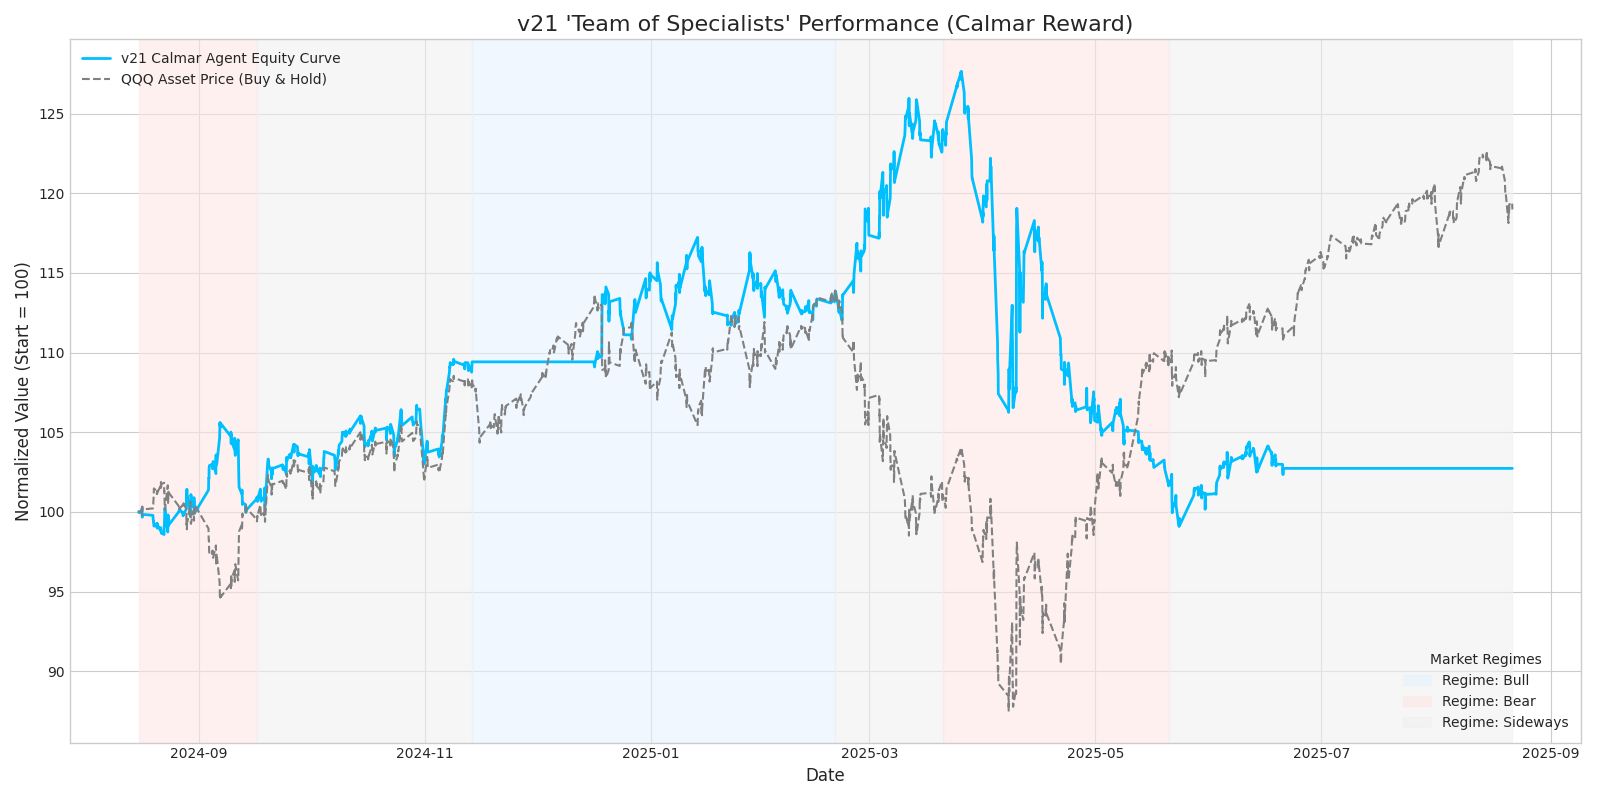 v21 'Team of Specialists' Performance (Calmar Reward)
v21 Calmar Agent Equity Curve
QQQ Asset Price (Buy & Hold)
Normalized Value (Start = 100)
125
120
115
110
105
100
95
90
Market Regimes
Regime: Bull
Regime: Bear
Regime: Sideways
2024-09 2024-11 2025-01 2025-03 2025-05 2025-07 2025-09
Date